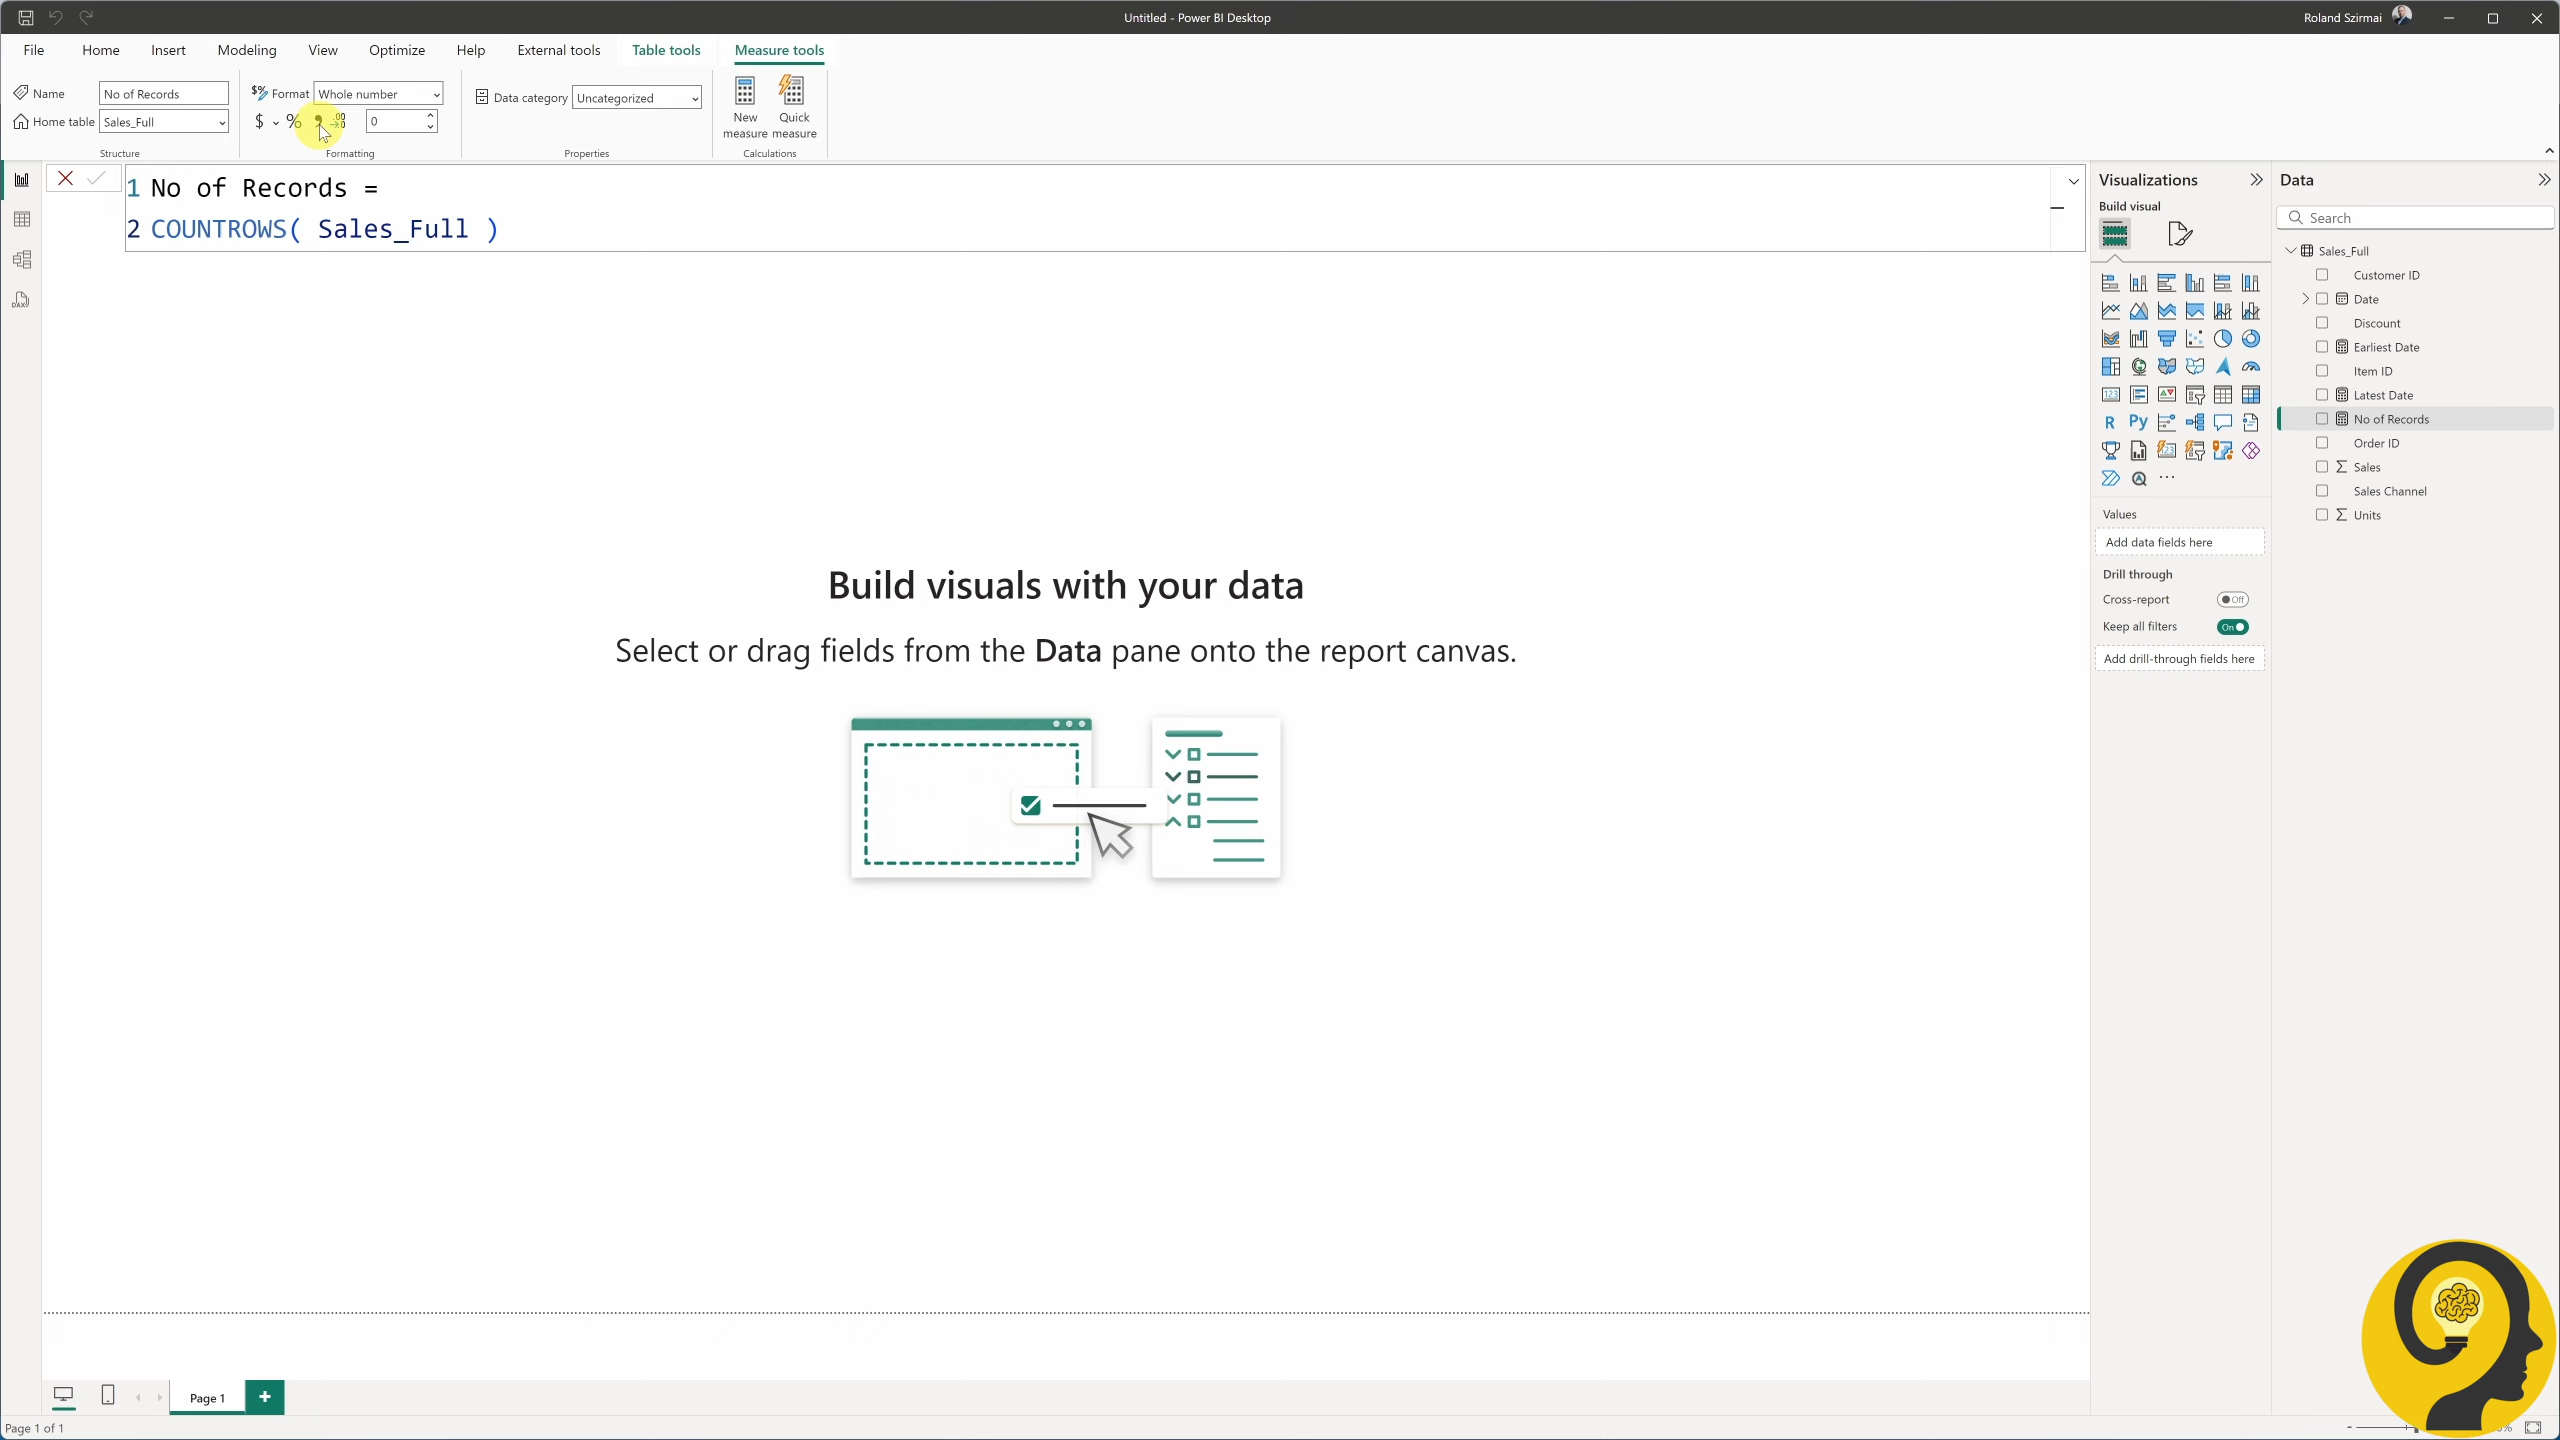 Untitled - Power BI Desktop
Roland Szirmai
File Home Insert Modeling View Optimize Help External tools Table tools Measure tools
Name No of Records
Home table Sales_Full
Structure
$% Format Whole number
$ % 0
Formatting
Data category Uncategorized
Properties
New measure
Quick measure
Calculations
1 No of Records =
2 COUNTROWS( Sales_Full )
Build visuals with your data
Select or drag fields from the Data pane onto the report canvas.
Visualizations
Build visual
R Py
Values
Add data fields here
Drill through
Cross-report Off
Keep all filters On
Add drill-through fields here
Data
Search
Sales_Full
Customer ID
Date
Discount
Earliest Date
Item ID
Latest Date
No of Records
Order ID
Sales
Sales Channel
Units
Page 1
Page 1 of 1